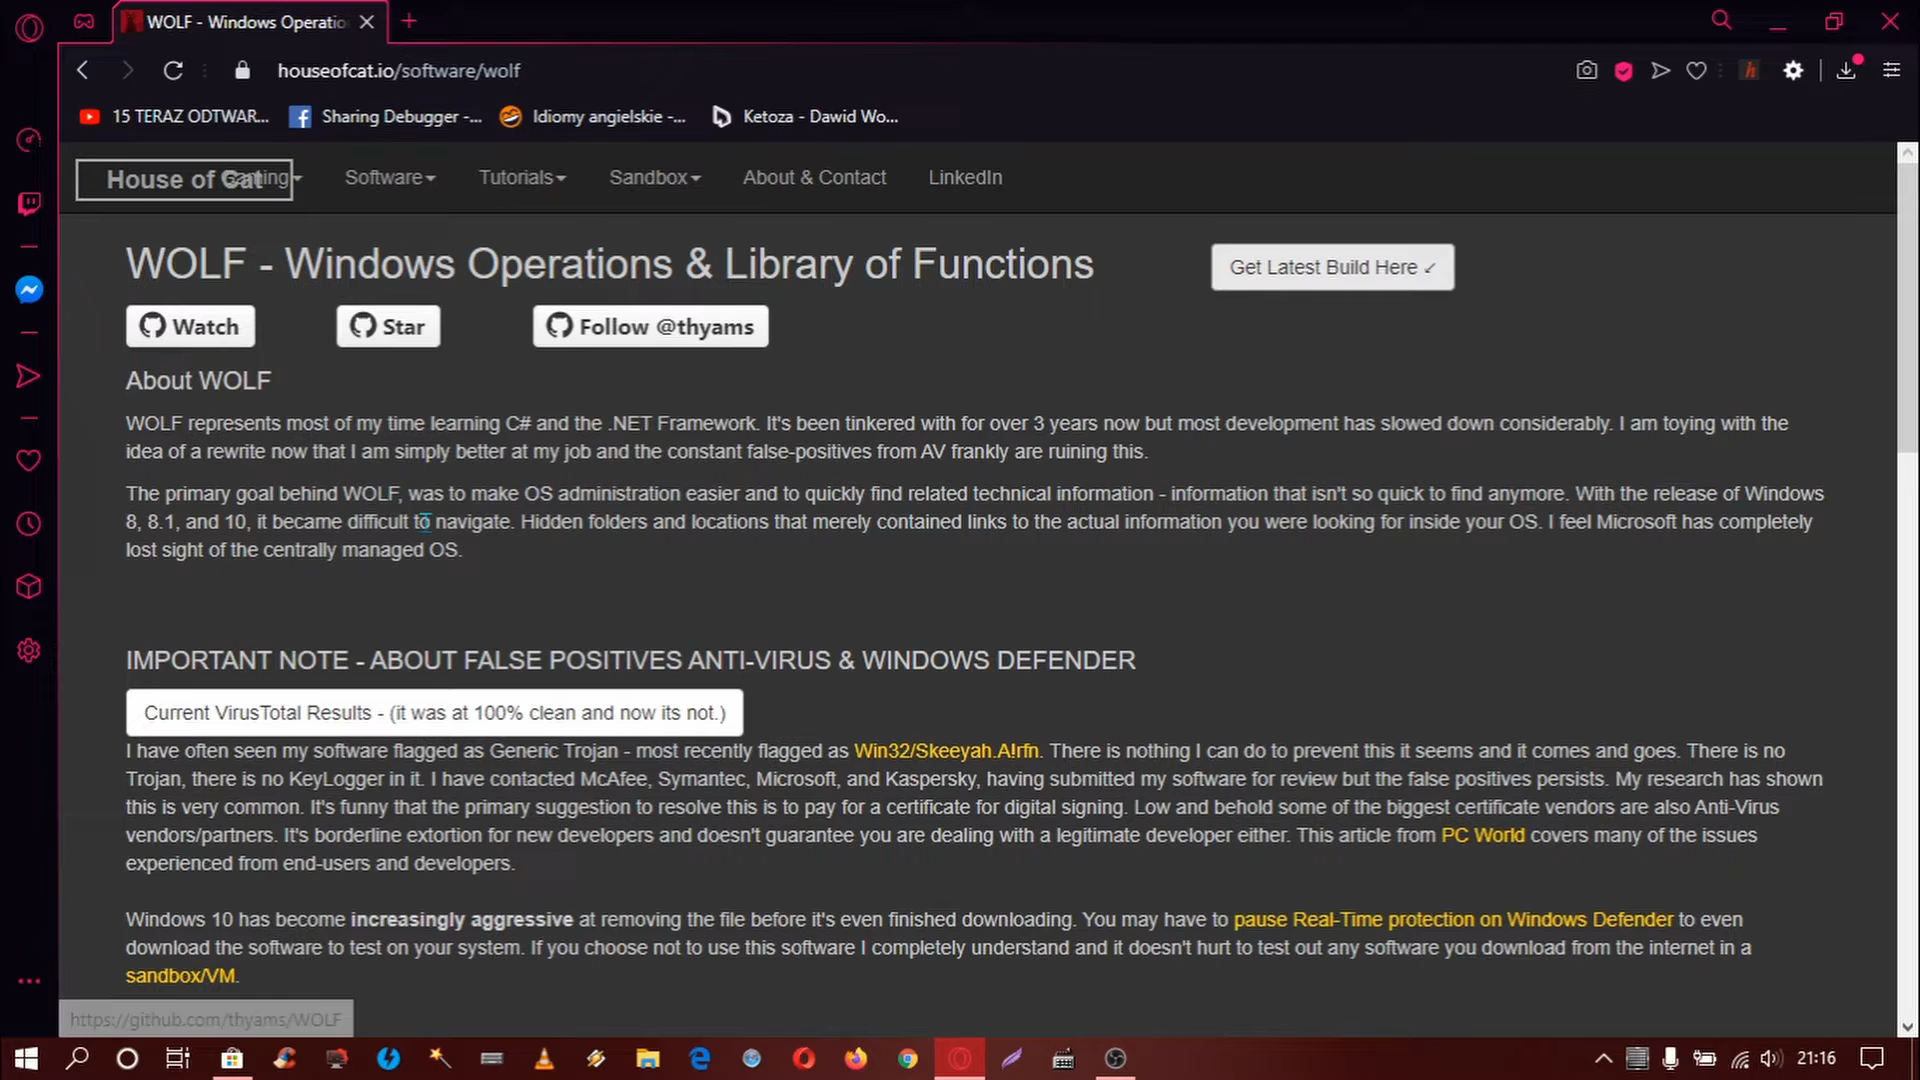 WOLF - Windows Operatio
houseofcat.io/software/wolf
15 TERAZ ODTWAR...
Sharing Debugger -...
Idiomy angielskie -...
Ketoza - Dawid Wo...
House of Cat
Gaming
Software
Tutorials
Sandbox
About & Contact
LinkedIn
WOLF - Windows Operations & Library of Functions
Get Latest Build Here ↙
Watch
Star
Follow @thyams
About WOLF
WOLF represents most of my time learning C# and the .NET Framework. It's been tinkered with for over 3 years now but most development has slowed down considerably. I am toying with the
idea of a rewrite now that I am simply better at my job and the constant false-positives from AV frankly are ruining this.
The primary goal behind WOLF, was to make OS administration easier and to quickly find related technical information - information that isn't so quick to find anymore. With the release of Windows
8, 8.1, and 10, it became difficult to navigate. Hidden folders and locations that merely contained links to the actual information you were looking for inside your OS. I feel Microsoft has completely
lost sight of the centrally managed OS.
IMPORTANT NOTE - ABOUT FALSE POSITIVES ANTI-VIRUS & WINDOWS DEFENDER
Current VirusTotal Results - (it was at 100% clean and now its not.)
I have often seen my software flagged as Generic Trojan - most recently flagged as Win32/Skeeyah.A!rfn. There is nothing I can do to prevent this it seems and it comes and goes. There is no
Trojan, there is no KeyLogger in it. I have contacted McAfee, Symantec, Microsoft, and Kaspersky, having submitted my software for review but the false positives persists. My research has shown
this is very common. It's funny that the primary suggestion to resolve this is to pay for a certificate for digital signing. Low and behold some of the biggest certificate vendors are also Anti-Virus
vendors/partners. It's borderline extortion for new developers and doesn't guarantee you are dealing with a legitimate developer either. This article from PC World covers many of the issues
experienced from end-users and developers.
Windows 10 has become increasingly aggressive at removing the file before it's even finished downloading. You may have to pause Real-Time protection on Windows Defender to even
download the software to test on your system. If you choose not to use this software I completely understand and it doesn't hurt to test out any software you download from the internet in a
sandbox/VM.
https://github.com/thyams/WOLF
21:16